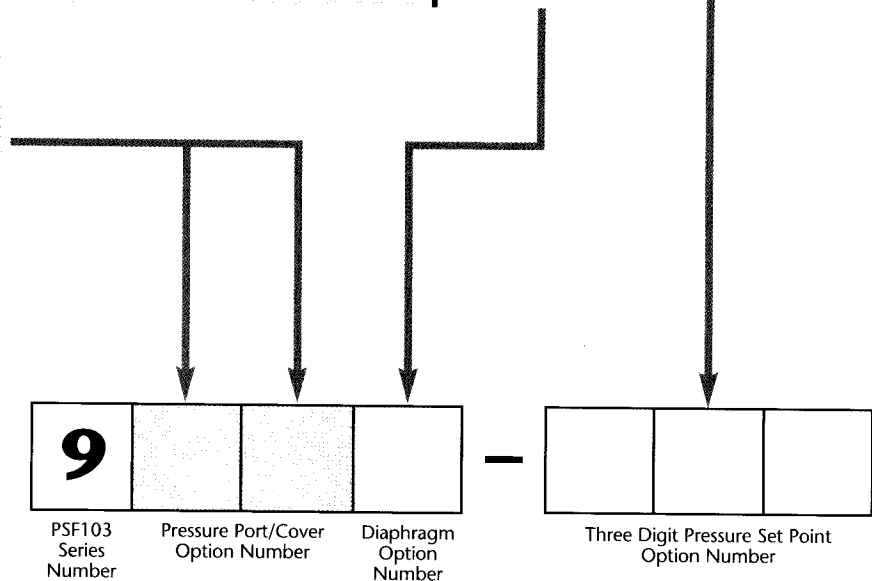 9 –
PSF103
Series
Number
Pressure Port/Cover
Option Number
Diaphragm
Option
Number
Three Digit Pressure Set Point
Option Number